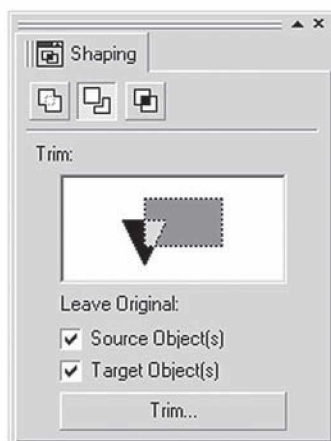 Shaping
Trim:
Leave Original:
Source Object(s)
Target Object(s)
Trim...